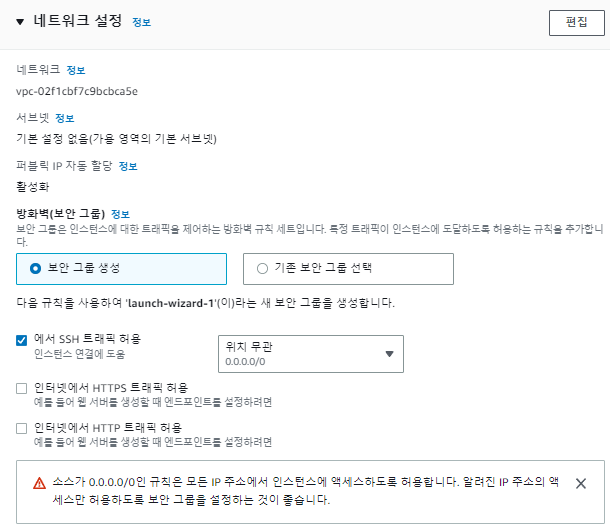 네트워크 설정 정보 편집
네트워크 정보
vpc-02f1cbf7c9bcbca5e
서브넷 정보
기본 설정 없음(가용 영역의 기본 서브넷)
퍼블릭 IP 자동 할당 정보
활성화
방화벽(보안 그룹) 정보
보안 그룹은 인스턴스에 대한 트래픽을 제어하는 방화벽 규칙 세트입니다. 특정 트래픽이 인스턴스에 도달하도록 허용하는 규칙을 추가합니
다.
보안 그룹 생성 기존 보안 그룹 선택
다음 규칙을 사용하여 'launch-wizard-1'(이)라는 새 보안 그룹을 생성합니다.
에서 SSH 트래픽 허용
인스턴스 연결에 도움
위치 무관
0.0.0.0/0
인터넷에서 HTTPS 트래픽 허용
예를 들어 웹 서버를 생성할 때 엔드포인트를 설정하려면
인터넷에서 HTTP 트래픽 허용
예를 들어 웹 서버를 생성할 때 엔드포인트를 설정하려면
소스가 0.0.0.0/0인 규칙은 모든 IP 주소에서 인스턴스에 액세스하도록 허용합니다. 알려진 IP 주소의 액
세스만 허용하도록 보안 그룹을 설정하는 것이 좋습니다.